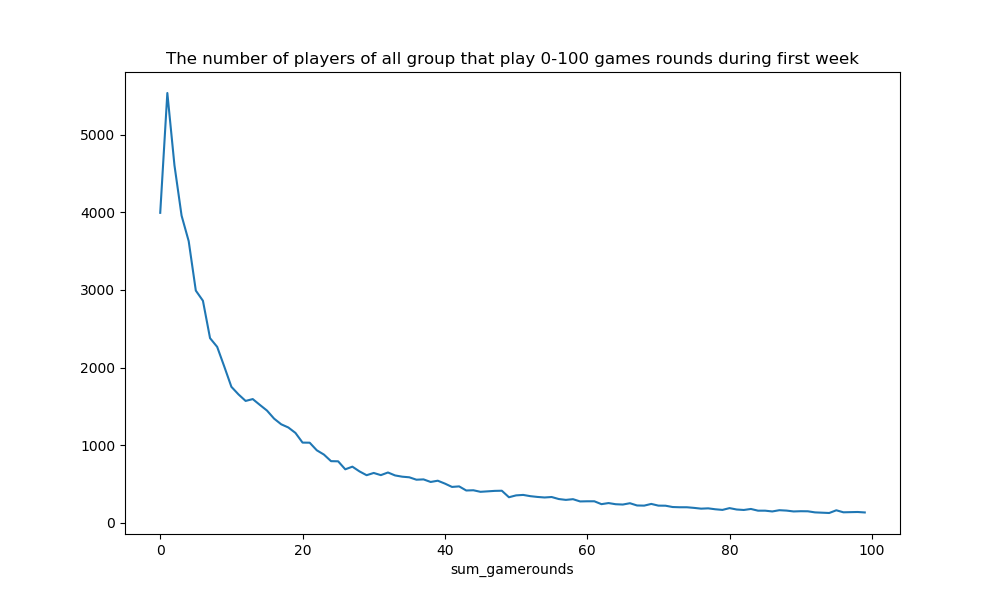 The number of players of all group that play 0-100 games rounds during first week
5000
4000
3000
2000
1000
0
0 20 40 60 80 100
sum_gamerounds